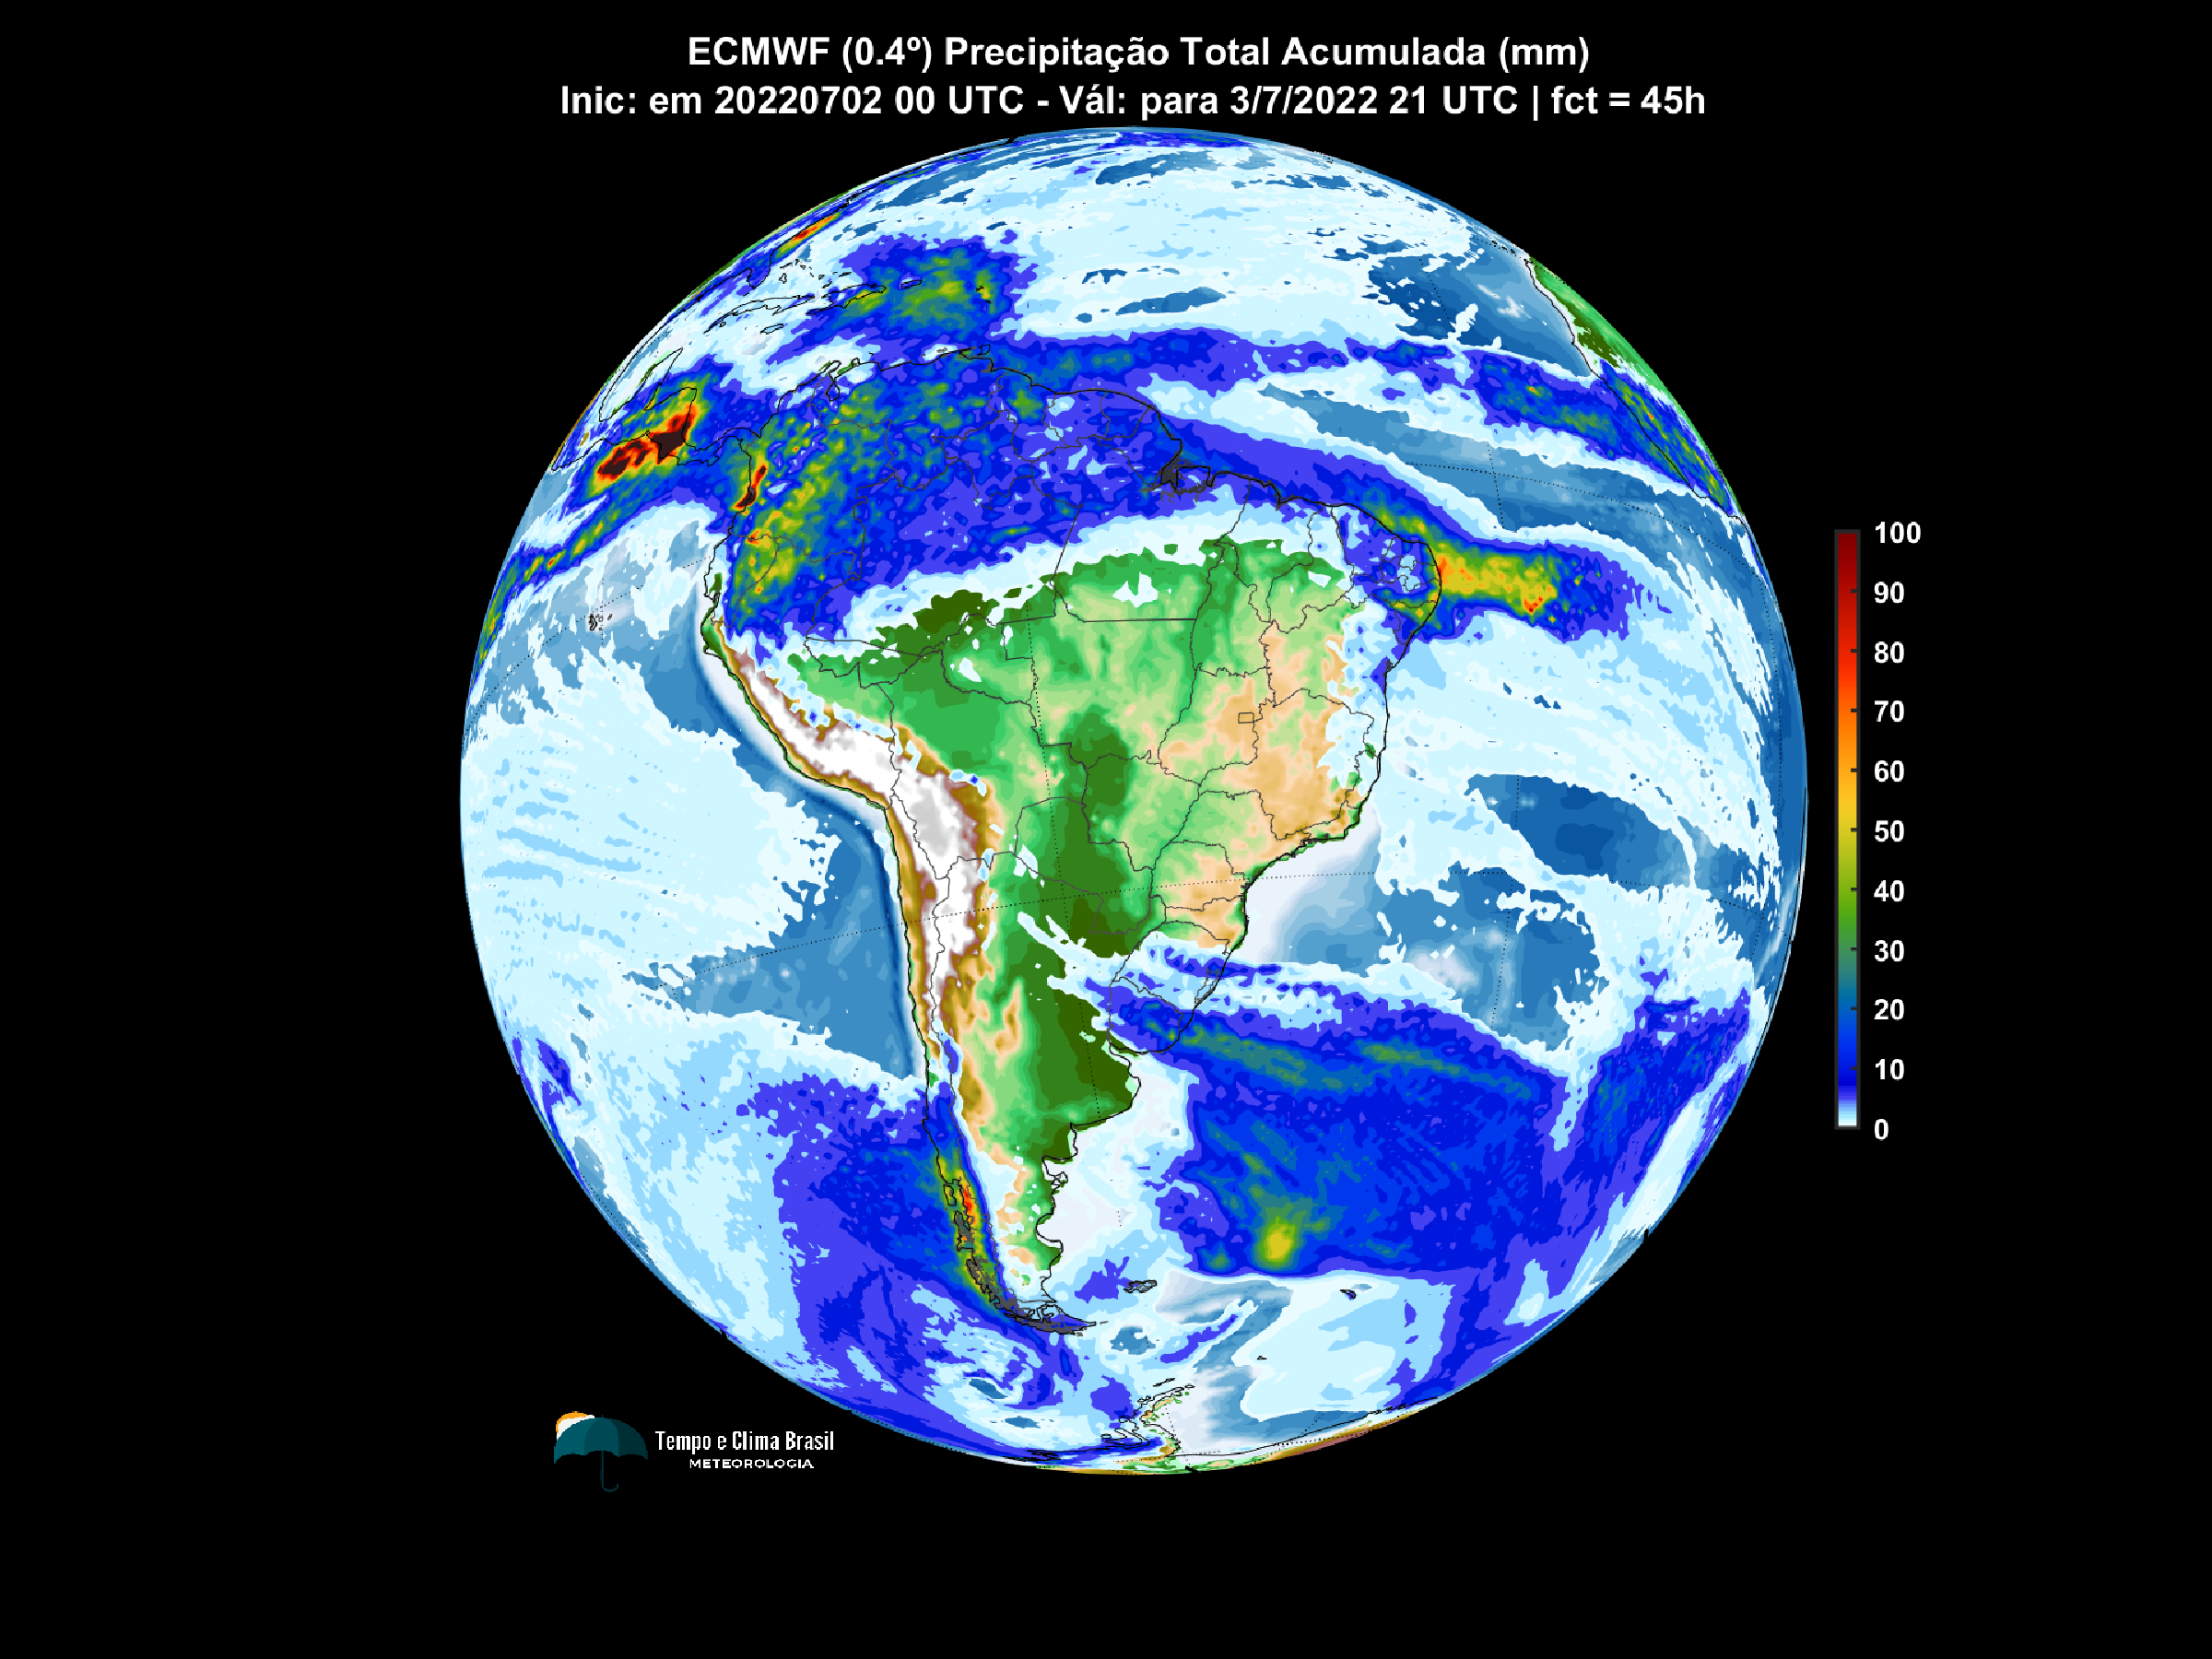 ECMWF (0.4º) Precipitação Total Acumulada (mm)
Inic: em 20220702 00 UTC - Vál: para 3/7/2022 21 UTC | fct = 45h
100
90
80
70
60
50
40
30
20
10
0
Tempo e Clima Brasil
METEOROLOGIA